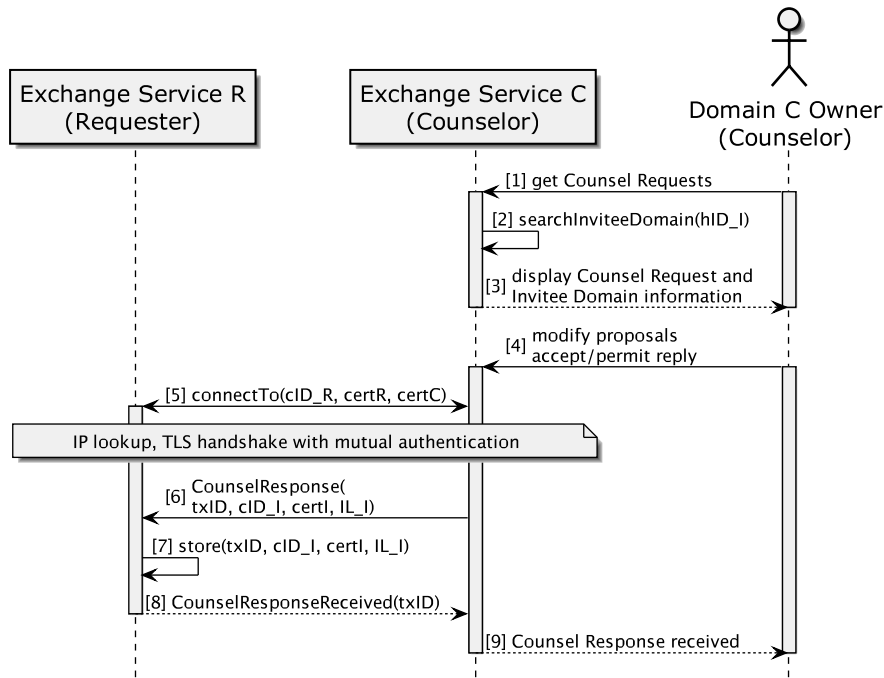 Exchange Service R
(Requester)
Exchange Service C
(Counselor)
Domain C Owner
(Counselor)
[1] get Counsel Requests
[2] searchInviteeDomain(hID_I)
[3] display Counsel Request and
Invitee Domain information
[4] modify proposals
accept/permit reply
[5] connectTo(cID_R, certR, certC)
IP lookup, TLS handshake with mutual authentication
[6] CounselResponse(
txID, cID_I, certI, IL_I)
[7] store(txID, cID_I, certI, IL_I)
[8] CounselResponseReceived(txID)
[9] Counsel Response received